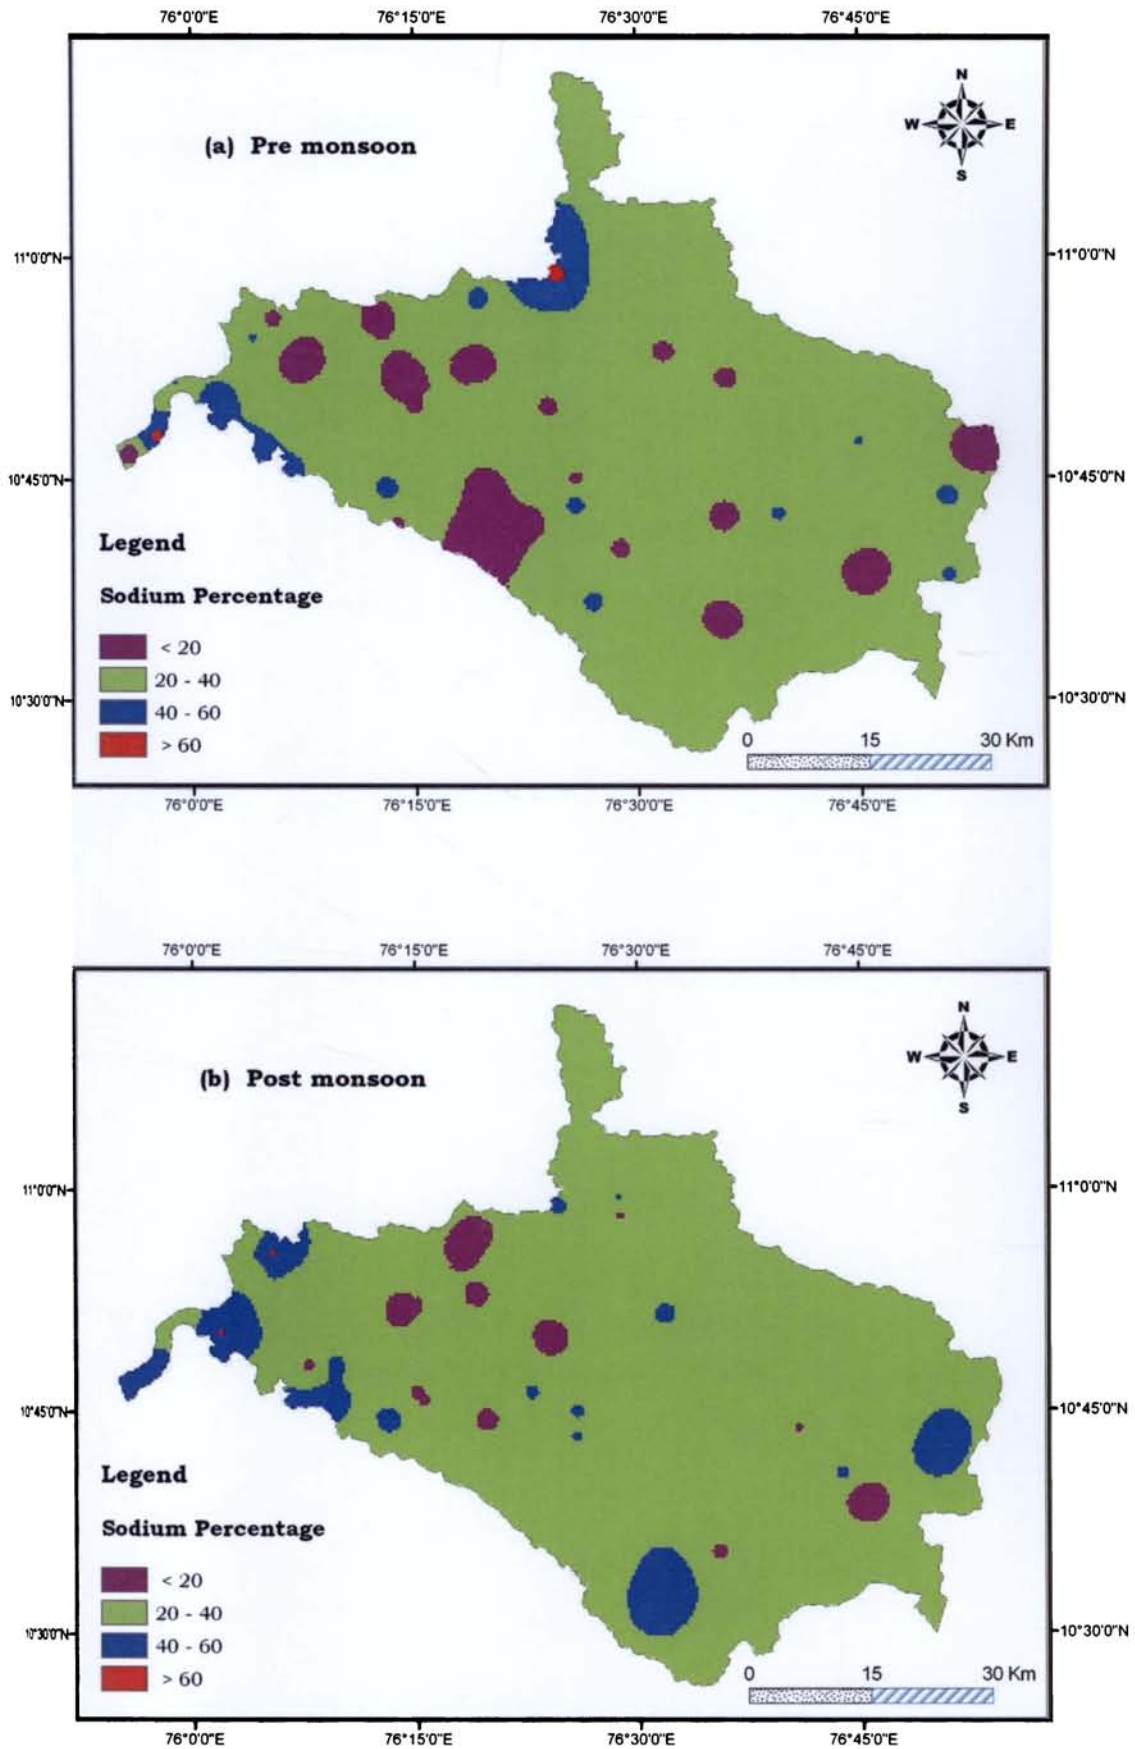 76°0'0"E 76°15'0"E 76°30'0"E 76°45'0"E
N
(a) Pre monsoon
W E
S
11°0'0"N 11°0'0"N
10°45'0"N 10°45'0"N
Legend
Sodium Percentage
< 20
20 - 40
10°30'0"N 10°30'0"N
40 - 60
> 60
0 15 30 Km
76°0'0"E 76°15'0"E 76°30'0"E 76°45'0"E
76°0'0"E 76°15'0"E 76°30'0"E 76°45'0"E
N
(b) Post monsoon
W E
S
11°0'0"N 11°0'0"N
10°45'0"N 10°45'0"N
Legend
Sodium Percentage
< 20
20 - 40
10°30'0"N 10°30'0"N
40 - 60
> 60
0 15 30 Km
76°0'0"E 76°15'0"E 76°30'0"E 76°45'0"E